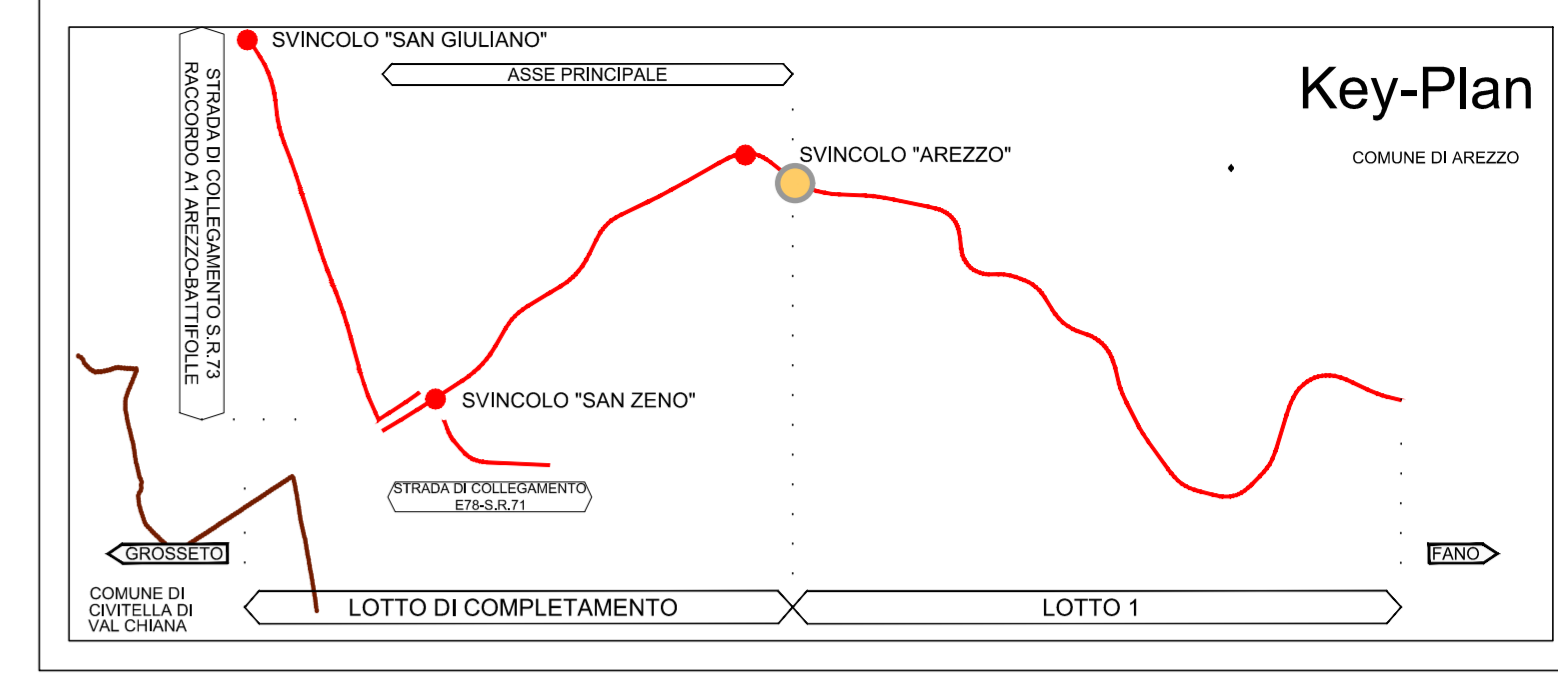 SVINCOLO "SAN GIULIANO"
ASSE PRINCIPALE
Key-Plan
STRADA DI COLLEGAMENTO S.R.73
RACCORDO A1 AREZZO-BATTIFOLLE
SVINCOLO "AREZZO"
COMUNE DI AREZZO
SVINCOLO "SAN ZENO"
STRADA DI COLLEGAMENTO
E78-S.R.71
GROSSETO
FANO
COMUNE DI
CIVITELLA DI
VAL CHIANA
LOTTO DI COMPLETAMENTO
LOTTO 1